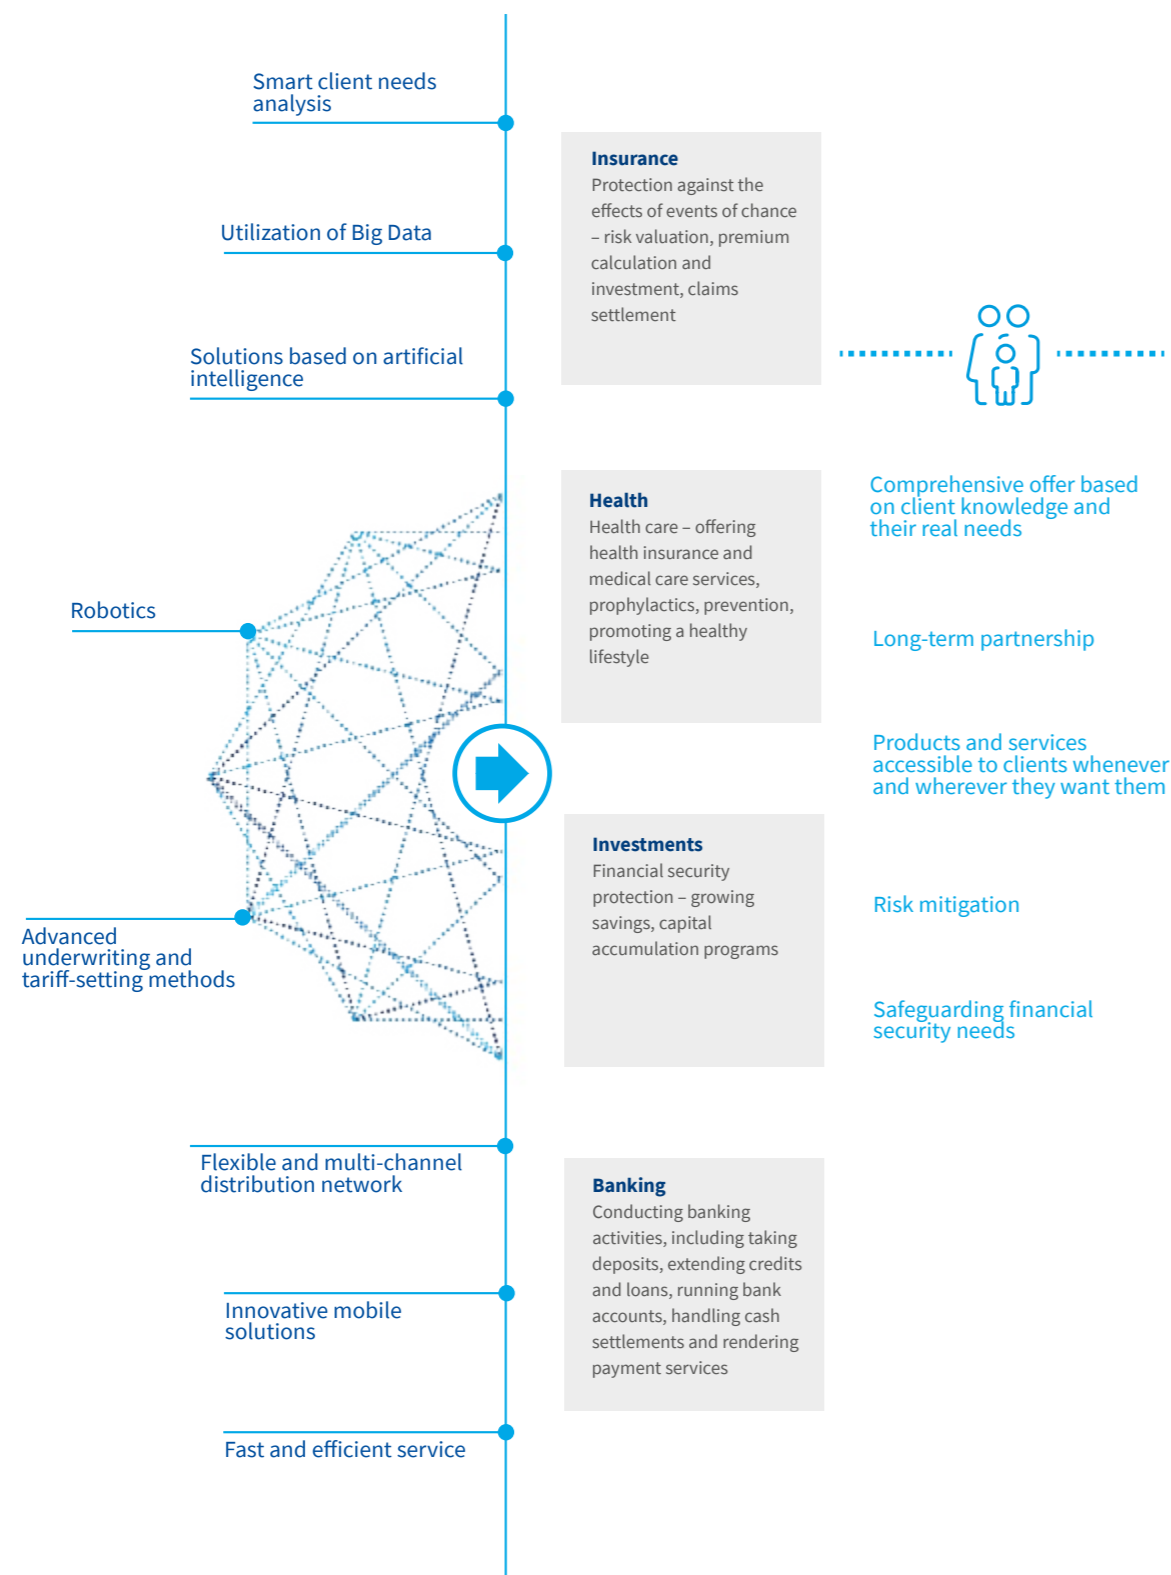 Smart client needs
analysis
Utilization of Big Data
Solutions based on artificial
intelligence
Robotics
Advanced
underwriting and
tariff-setting methods
Flexible and multi-channel
distribution network
Innovative mobile
solutions
Fast and efficient service
Insurance
Protection against the
effects of events of chance
– risk valuation, premium
calculation and
investment, claims
settlement
Health
Health care – offering
health insurance and
medical care services,
prophylactics, prevention,
promoting a healthy
lifestyle
Investments
Financial security
protection – growing
savings, capital
accumulation programs
Banking
Conducting banking
activities, including taking
deposits, extending credits
and loans, running bank
accounts, handling cash
settlements and rendering
payment services
Comprehensive offer based
on client knowledge and
their real needs
Long-term partnership
Products and services
accessible to clients whenever
and wherever they want them
Risk mitigation
Safeguarding financial
security needs